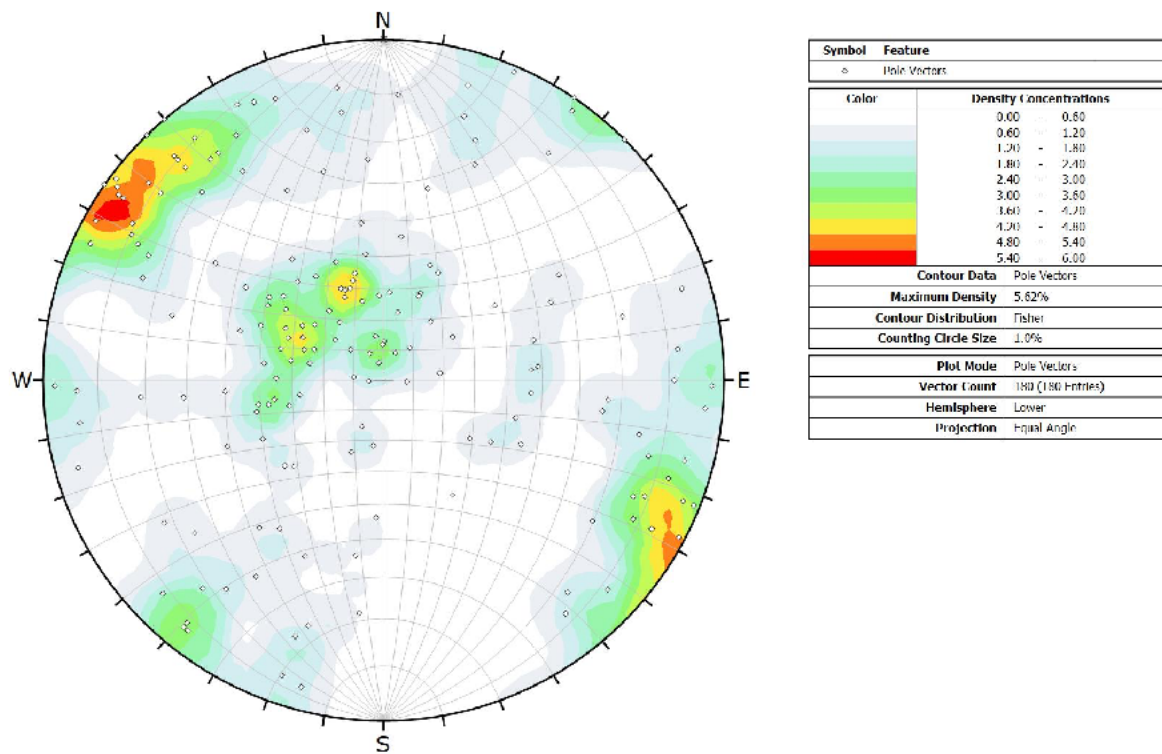 N
W
E
S
Symbol Feature
Pole Vectors
Color Density Concentrations
0.00 - 0.60
0.60 - 1.20
1.20 - 1.80
1.80 - 2.40
2.40 - 3.00
3.00 - 3.60
3.60 - 4.20
4.20 - 4.80
4.80 - 5.40
5.40 - 6.00
Contour Data Pole Vectors
Maximum Density 5.62%
Contour Distribution Fisher
Counting Circle Size 1.0%
Plot Mode Pole Vectors
Vector Count 180 (180 Entries)
Hemisphere Lower
Projection Equal Angle